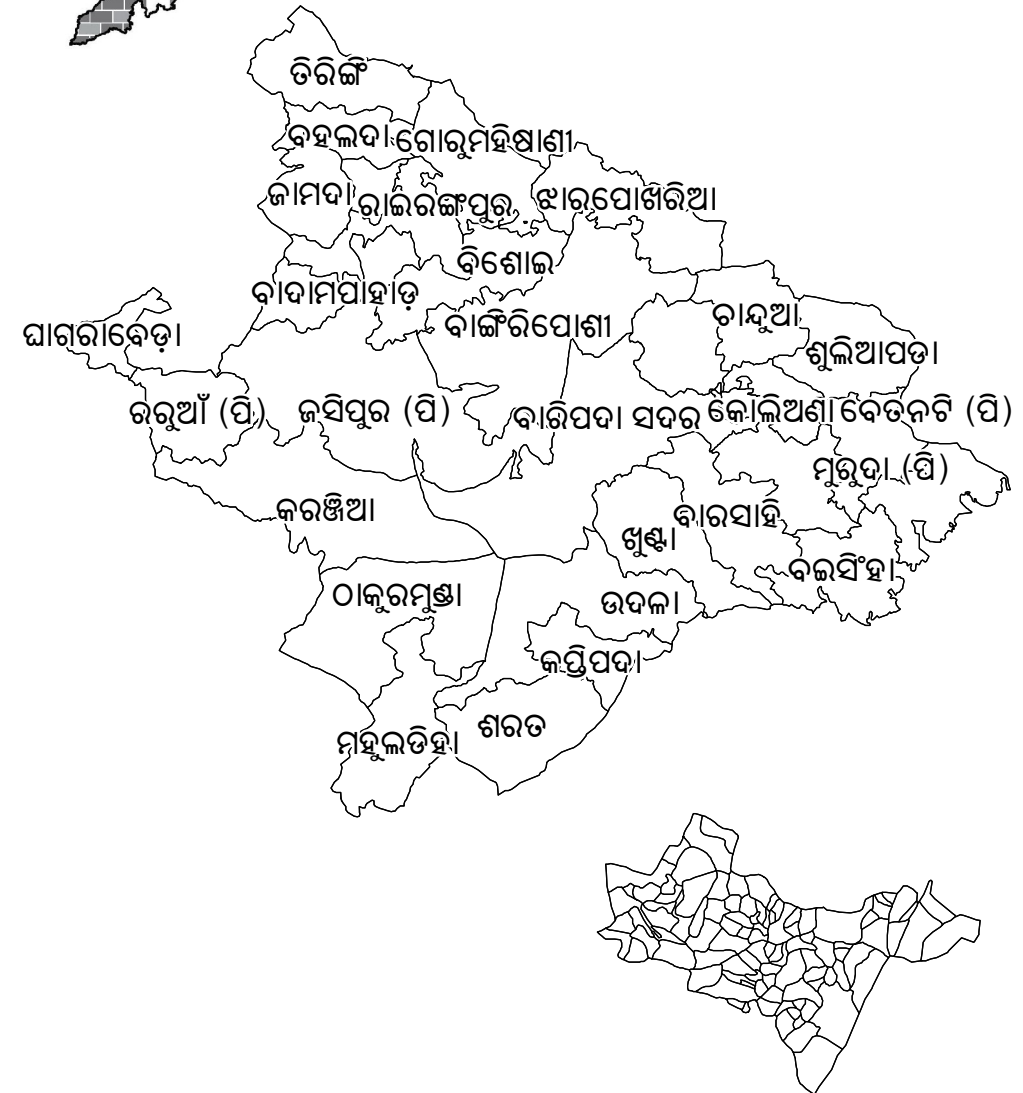 ତିରିଙ୍ଗି
ବହଲଦା
ଗୋରୁମହିଷାଣୀ
ଜାମଦା
ରାଇରଙ୍ଗପୁର
ଝାରପୋଖରିଆ
ବିଶୋଇ
ବାଦାମପାହାଡ଼
ବାଙ୍ଗିରିପୋଶୀ
ଚାନ୍ଦୁଆ
ଘାଗରାବେଡ଼ା
ଶୁଲିଆପଡା
ରରୁଆଁ (ପି)
ଜସିପୁର (ପି)
ବାରିପଦା ସଦର
କୋଲିଅଣା
ବେତନଟି (ପି)
ମୁରୁଦା (ପି)
କରଞ୍ଜିଆ
ଖୁଣ୍ଟା
ବାରସାହି
ବଇସିଂହା
ଠାକୁରମୁଣ୍ଡା
ଉଦଳା
କପ୍ତିପଦା
ମହୁଲଡିହା
ଶରତ